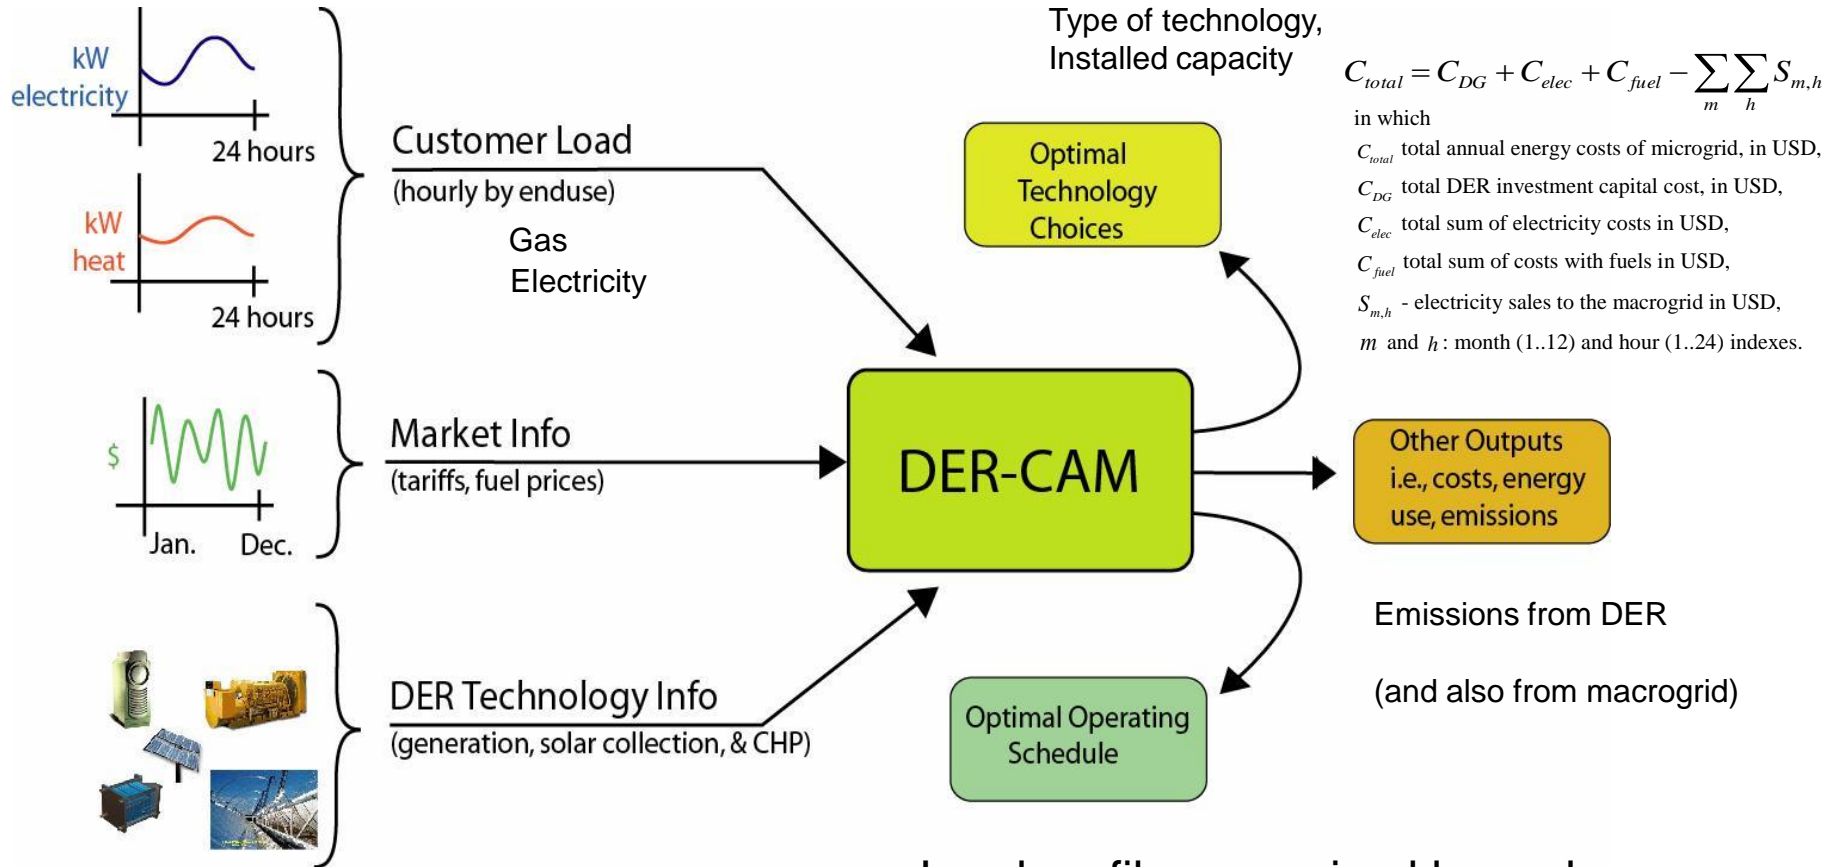 kW
electricity
24 hours
kW
heat
24 hours
Customer Load
(hourly by enduse)
Gas
Electricity
$
Jan. Dec.
Market Info
(tariffs, fuel prices)
DER Technology Info
(generation, solar collection, & CHP)
DER-CAM
Type of technology,
Installed capacity
Optimal
Technology
Choices
C_total = C_DG + C_elec + C_fuel − ∑_m ∑_h S_m,h
in which
C_total total annual energy costs of microgrid, in USD,
C_DG total DER investment capital cost, in USD,
C_elec total sum of electricity costs in USD,
C_fuel total sum of costs with fuels in USD,
S_m,h - electricity sales to the macrogrid in USD,
m and h : month (1..12) and hour (1..24) indexes.
Other Outputs
i.e., costs, energy
use, emissions
Emissions from DER
(and also from macrogrid)
Optimal Operating
Schedule